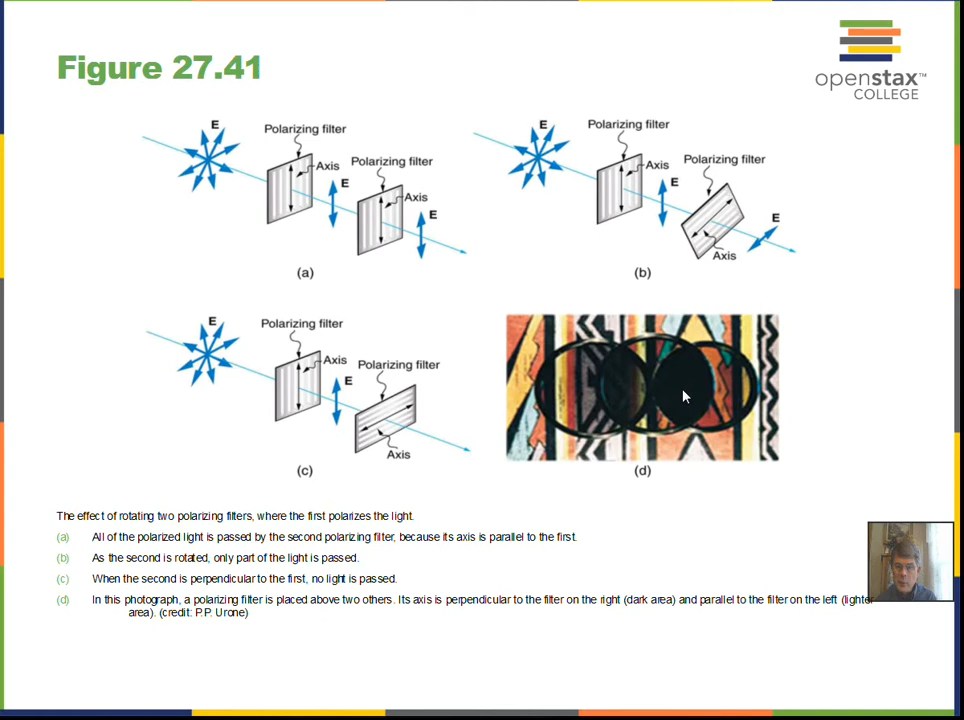 Figure 27.41
openstax™
COLLEGE
E
Polarizing filter
Axis
E
Polarizing filter
Axis
E
(a)
E
Polarizing filter
Axis
E
Polarizing filter
Axis
E
(b)
E
Polarizing filter
Axis
E
Polarizing filter
Axis
(c)
(d)
The effect of rotating two polarizing filters, where the first polarizes the light.
(a) All of the polarized light is passed by the second polarizing filter, because its axis is parallel to the first.
(b) As the second is rotated, only part of the light is passed.
(c) When the second is perpendicular to the first, no light is passed.
(d) In this photograph, a polarizing filter is placed above two others. Its axis is perpendicular to the filter on the right (dark area) and parallel to the filter on the left (lighter
area). (credit: P.P. Urone)